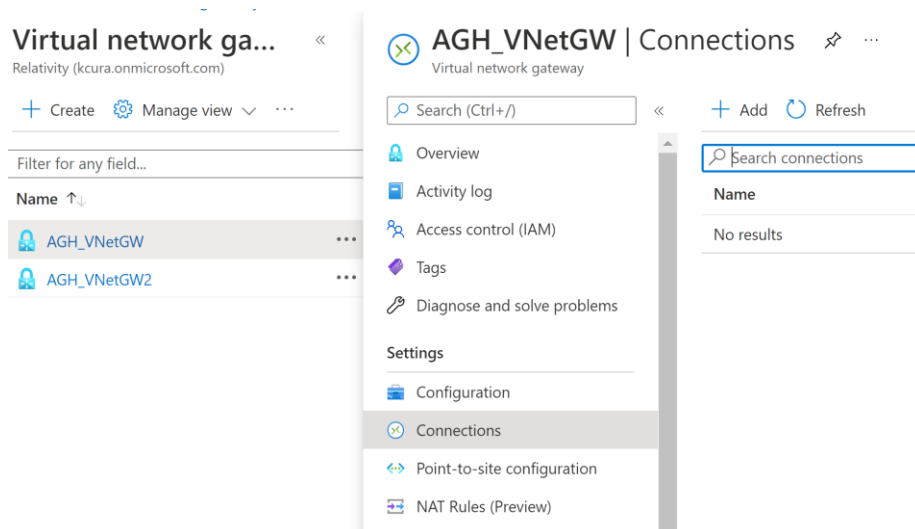 Virtual network ga... «
Relativity (kcura.onmicrosoft.com)
+ Create Manage view ···
Filter for any field...
Name ↑↓
AGH_VNetGW ···
AGH_VNetGW2 ···
AGH_VNetGW | Connections ···
Virtual network gateway
Search (Ctrl+/) «
Overview
Activity log
Access control (IAM)
Tags
Diagnose and solve problems
Settings
Configuration
Connections
Point-to-site configuration
NAT Rules (Preview)
+ Add Refresh
Search connections
Name
No results